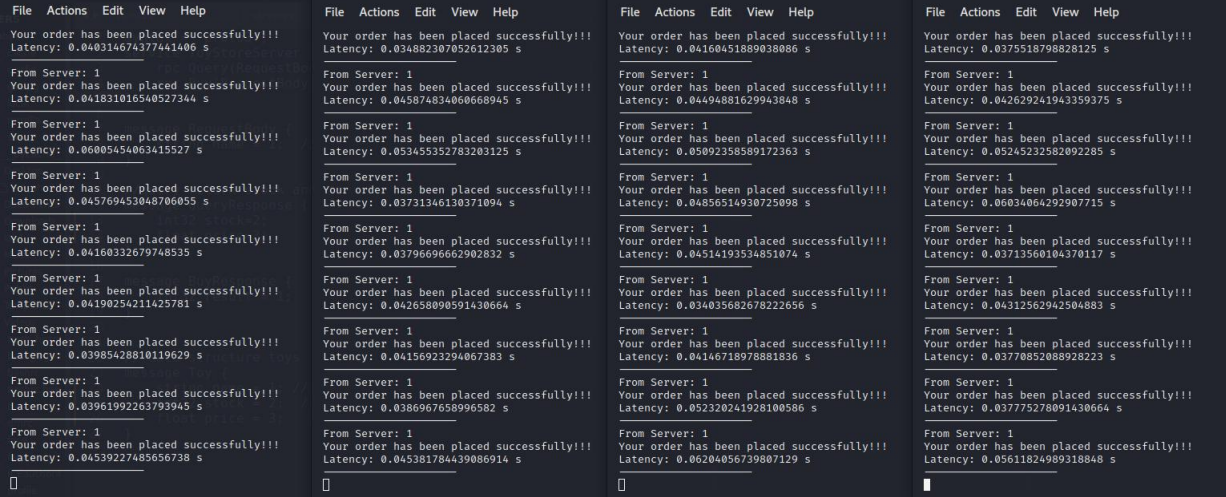 File Actions Edit View Help
Your order has been placed successfully!!!
Latency: 0.040314674377441406 s
From Server: 1
Your order has been placed successfully!!!
Latency: 0.041831016540527344 s
From Server: 1
Your order has been placed successfully!!!
Latency: 0.06005454063415527 s
From Server: 1
Your order has been placed successfully!!!
Latency: 0.045769453048706055 s
From Server: 1
Your order has been placed successfully!!!
Latency: 0.04160332679748535 s
From Server: 1
Your order has been placed successfully!!!
Latency: 0.04190254211425781 s
From Server: 1
Your order has been placed successfully!!!
Latency: 0.03985428810119629 s
From Server: 1
Your order has been placed successfully!!!
Latency: 0.03961992263793945 s
From Server: 1
Your order has been placed successfully!!!
Latency: 0.04539227485656738 s
File Actions Edit View Help
Your order has been placed successfully!!!
Latency: 0.034882307052612305 s
From Server: 1
Your order has been placed successfully!!!
Latency: 0.045874834060668945 s
From Server: 1
Your order has been placed successfully!!!
Latency: 0.053455352783203125 s
From Server: 1
Your order has been placed successfully!!!
Latency: 0.03731346130371094 s
From Server: 1
Your order has been placed successfully!!!
Latency: 0.03796696662902832 s
From Server: 1
Your order has been placed successfully!!!
Latency: 0.042658090591430664 s
From Server: 1
Your order has been placed successfully!!!
Latency: 0.04156923294067383 s
From Server: 1
Your order has been placed successfully!!!
Latency: 0.0386967658996582 s
From Server: 1
Your order has been placed successfully!!!
Latency: 0.045381784439086914 s
File Actions Edit View Help
Your order has been placed successfully!!!
Latency: 0.04160451889038086 s
From Server: 1
Your order has been placed successfully!!!
Latency: 0.04494881629943848 s
From Server: 1
Your order has been placed successfully!!!
Latency: 0.05092358589172363 s
From Server: 1
Your order has been placed successfully!!!
Latency: 0.04856514930725098 s
From Server: 1
Your order has been placed successfully!!!
Latency: 0.04514193534851074 s
From Server: 1
Your order has been placed successfully!!!
Latency: 0.034035682678222656 s
From Server: 1
Your order has been placed successfully!!!
Latency: 0.04146718978881836 s
From Server: 1
Your order has been placed successfully!!!
Latency: 0.052320241928100586 s
From Server: 1
Your order has been placed successfully!!!
Latency: 0.06204056739807129 s
File Actions Edit View Help
Your order has been placed successfully!!!
Latency: 0.0375518798828125 s
From Server: 1
Your order has been placed successfully!!!
Latency: 0.042629241943359375 s
From Server: 1
Your order has been placed successfully!!!
Latency: 0.05245232582092285 s
From Server: 1
Your order has been placed successfully!!!
Latency: 0.06034064292907715 s
From Server: 1
Your order has been placed successfully!!!
Latency: 0.03713560104370117 s
From Server: 1
Your order has been placed successfully!!!
Latency: 0.04312562942504883 s
From Server: 1
Your order has been placed successfully!!!
Latency: 0.03770852088928223 s
From Server: 1
Your order has been placed successfully!!!
Latency: 0.037775278091430664 s
From Server: 1
Your order has been placed successfully!!!
Latency: 0.05611824989318848 s